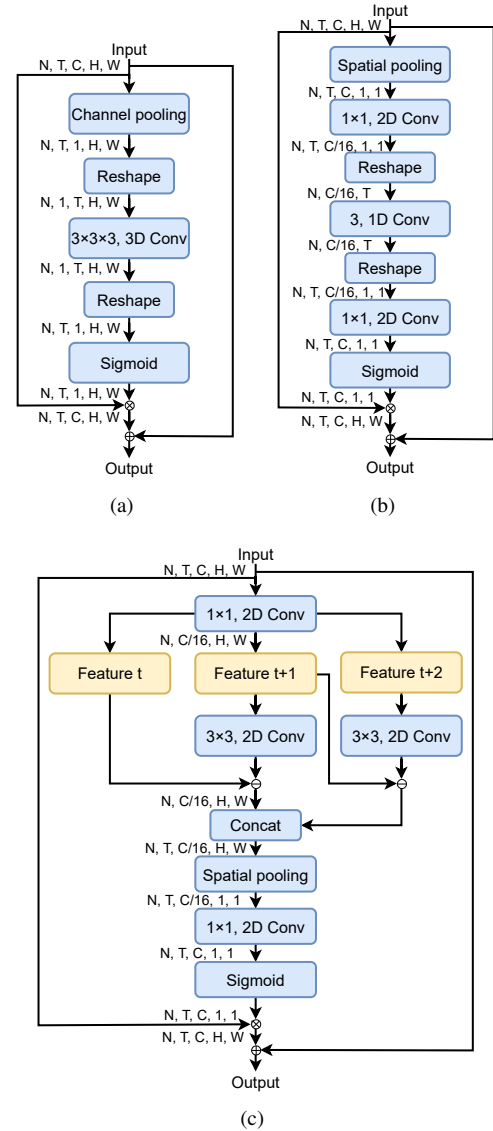 Input
N, T, C, H, W
Channel pooling
N, T, 1, H, W
Reshape
N, 1, T, H, W
3×3×3, 3D Conv
N, 1, T, H, W
Reshape
N, T, 1, H, W
Sigmoid
N, T, 1, H, W
N, T, C, H, W
Output
(a)
Input
N, T, C, H, W
Spatial pooling
N, T, C, 1, 1
1×1, 2D Conv
N, T, C/16, 1, 1
Reshape
N, C/16, T
3, 1D Conv
N, C/16, T
Reshape
N, T, C/16, 1, 1
1×1, 2D Conv
N, T, C, 1, 1
Sigmoid
N, T, C, 1, 1
N, T, C, H, W
Output
(b)
Input
N, T, C, H, W
1×1, 2D Conv
N, C/16, H, W
Feature t
Feature t+1
Feature t+2
3×3, 2D Conv
3×3, 2D Conv
N, C/16, H, W
Concat
N, T, C/16, H, W
Spatial pooling
N, T, C/16, 1, 1
1×1, 2D Conv
N, T, C, 1, 1
Sigmoid
N, T, C, 1, 1
N, T, C, H, W
Output
(c)